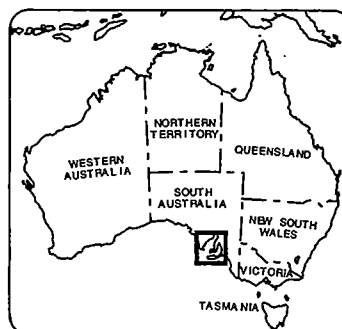 NORTHERN
TERRITORY
QUEENSLAND
WESTERN
AUSTRALIA
SOUTH
AUSTRALIA
NEW SOUTH
WALES
VICTORIA
TASMANIA